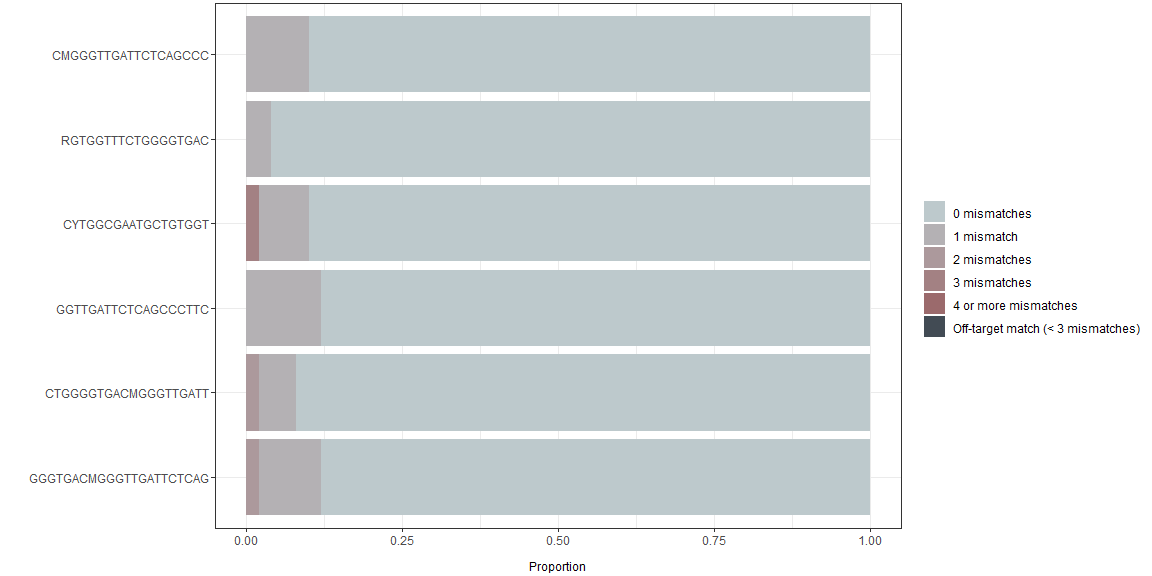 CMGGGTTGATTCTCAGCCC
RGTGGTTTCTGGGGTGAC
CYTGGCGAATGCTGTGGT
GGTTGATTCTCAGCCCTTC
CTGGGGTGACMGGGTTGATT
GGGTGACMGGGTTGATTCTCAG
0.00 0.25 0.50 0.75 1.00
Proportion
0 mismatches
1 mismatch
2 mismatches
3 mismatches
4 or more mismatches
Off-target match (< 3 mismatches)